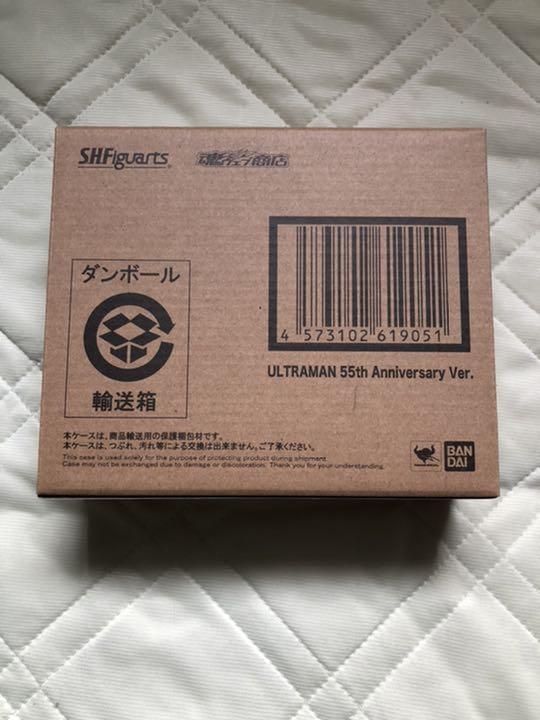 S.H.Figuarts
魂ウェブ商店
ダンボール
輸送箱
4 573102 619051
ULTRAMAN 55th Anniversary Ver.
本ケースは、商品輸送用の保護梱包材です。
本ケースは、つぶれ、汚れ等による交換は出来ません。ご了承ください。
This case is used solely for the purpose of protecting product during shipment.
Case may not be exchanged due to damage or discoloration. Thank you for your understanding.
BAN
DAI